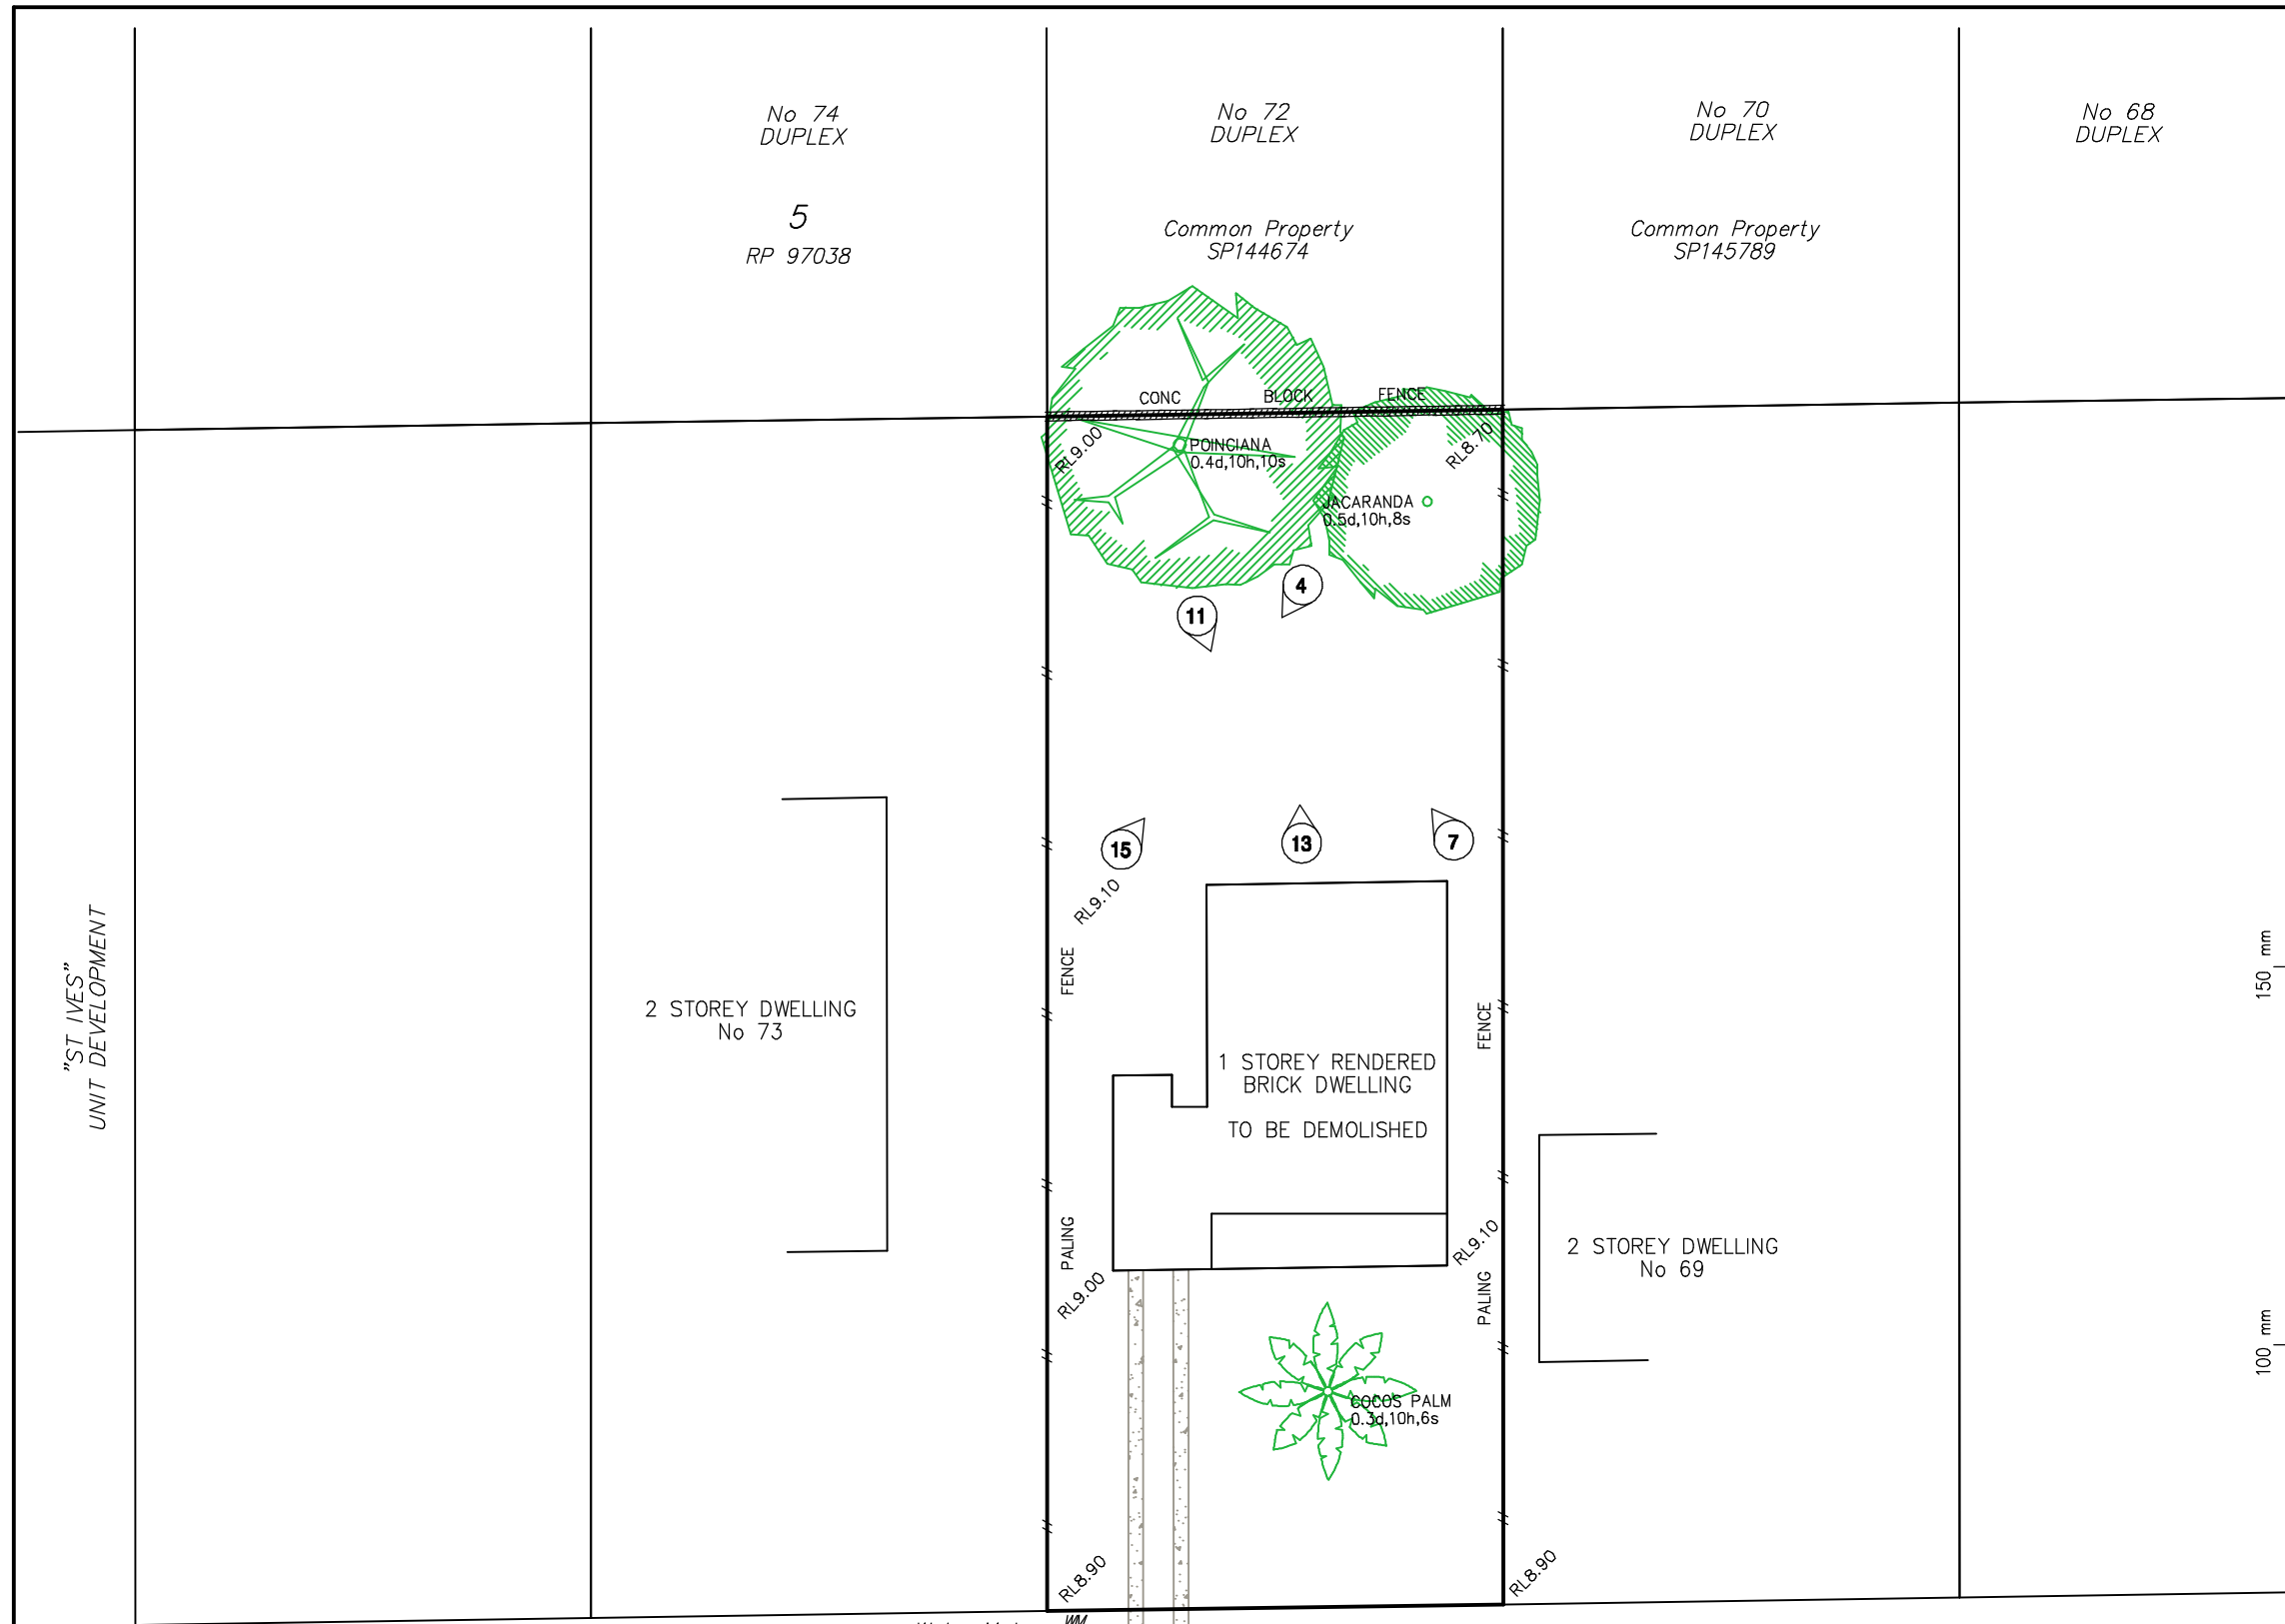 No 74
DUPLEX
No 72
DUPLEX
No 70
DUPLEX
No 68
DUPLEX
5
RP 97038
Common Property
SP144674
Common Property
SP145789
CONC BLOCK FENCE
RL9.00
POINCIANA
0.4d,10h,10s
RL8.70
JACARANDA
0.5d,10h,8s
4
11
15
13
7
RL9.10
"ST IVES"
UNIT DEVELOPMENT
2 STOREY DWELLING
No 73
FENCE
PALING
1 STOREY RENDERED
BRICK DWELLING
TO BE DEMOLISHED
FENCE
PALING
RL9.10
2 STOREY DWELLING
No 69
RL9.00
COCOS PALM
0.3d,10h,6s
RL8.90
RL8.90
WM
150 mm
100 mm